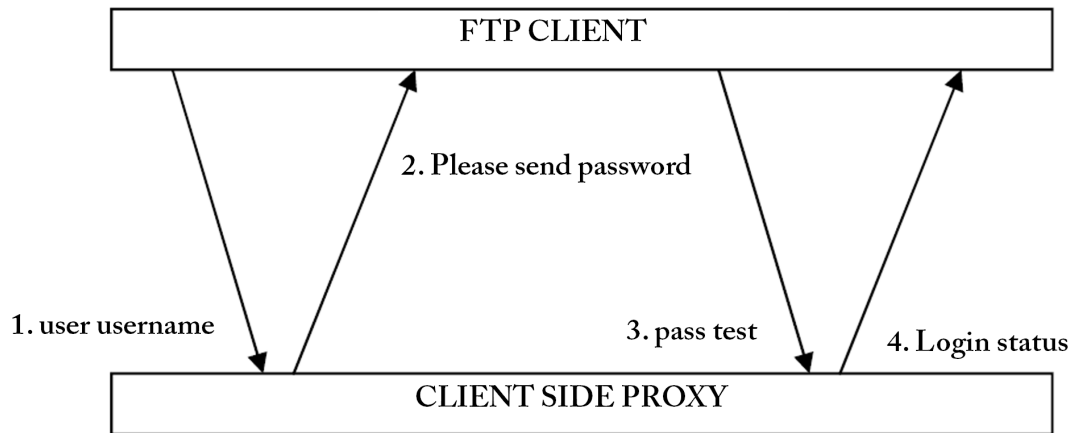 FTP CLIENT
2. Please send password
1. user username
3. pass test
4. Login status
CLIENT SIDE PROXY